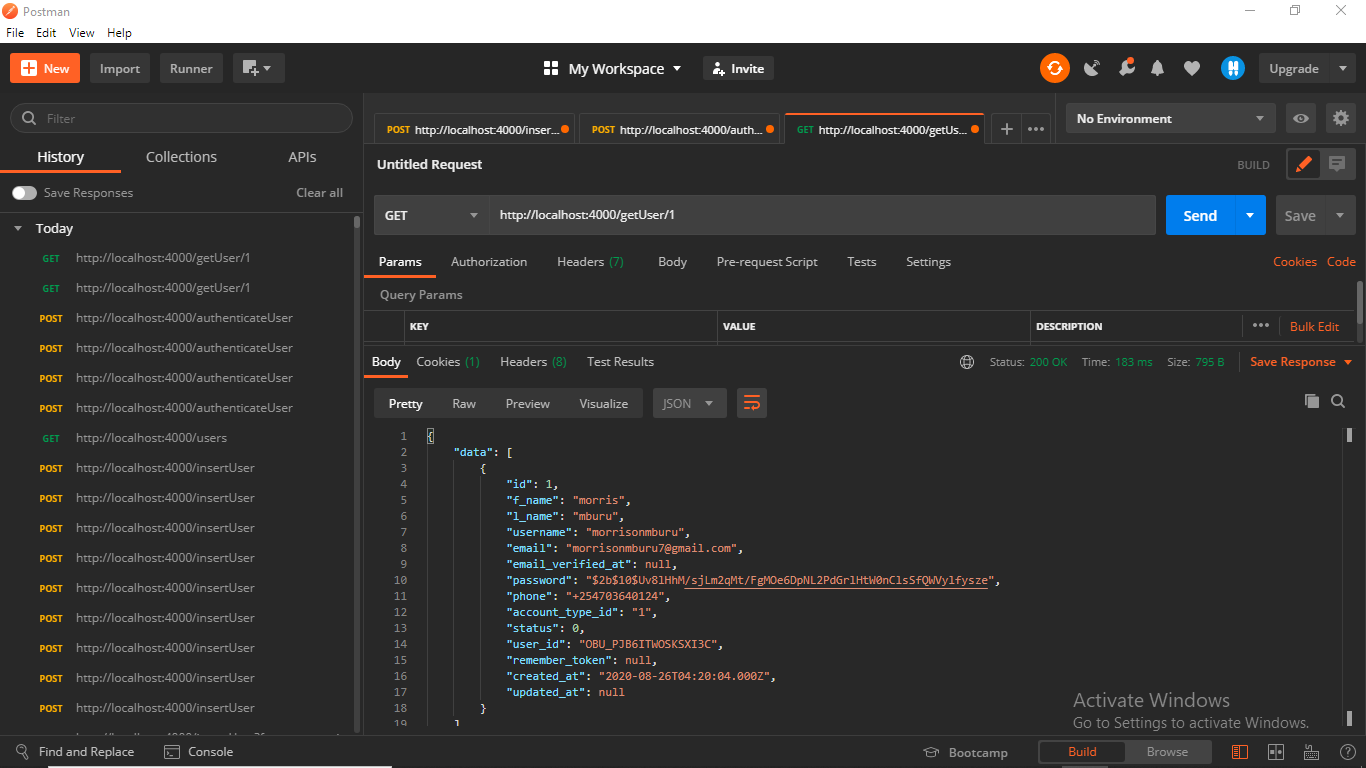 Postman
File Edit View Help
New Import Runner My Workspace Invite Upgrade
Filter
History Collections APIs
Save Responses Clear all
Today
GET http://localhost:4000/getUser/1
GET http://localhost:4000/getUser/1
POST http://localhost:4000/authenticateUser
POST http://localhost:4000/authenticateUser
POST http://localhost:4000/authenticateUser
POST http://localhost:4000/authenticateUser
GET http://localhost:4000/users
POST http://localhost:4000/insertUser
POST http://localhost:4000/insertUser
POST http://localhost:4000/insertUser
POST http://localhost:4000/insertUser
POST http://localhost:4000/insertUser
POST http://localhost:4000/insertUser
POST http://localhost:4000/insertUser
POST http://localhost:4000/insertUser
POST http://localhost:4000/insertUser
POST http://localhost:4000/inser... POST http://localhost:4000/auth... GET http://localhost:4000/getUs... + ••• No Environment
Untitled Request BUILD
GET http://localhost:4000/getUser/1 Send Save
Params Authorization Headers (7) Body Pre-request Script Tests Settings Cookies Code
Query Params
KEY VALUE DESCRIPTION ••• Bulk Edit
Body Cookies (1) Headers (8) Test Results Status: 200 OK Time: 183 ms Size: 795 B Save Response
Pretty Raw Preview Visualize JSON
1 {
2 "data": [
3 {
4 "id": 1,
5 "f_name": "morris",
6 "l_name": "mburu",
7 "username": "morrisonmburu",
8 "email": "morrisonmburu7@gmail.com",
9 "email_verified_at": null,
10 "password": "$2b$10$Uv8lHhM/sjLm2qMt/FgMOe6DpNL2PdGrlHtW0nClsSfQWVylfysze",
11 "phone": "+254703640124",
12 "account_type_id": "1",
13 "status": 0,
14 "user_id": "OBU_PJB6ITWOSKSXI3C",
15 "remember_token": null,
16 "created_at": "2020-08-26T04:20:04.000Z",
17 "updated_at": null
18 }
19 ]
Activate Windows
Go to Settings to activate Windows.
Find and Replace Console Bootcamp Build Browse